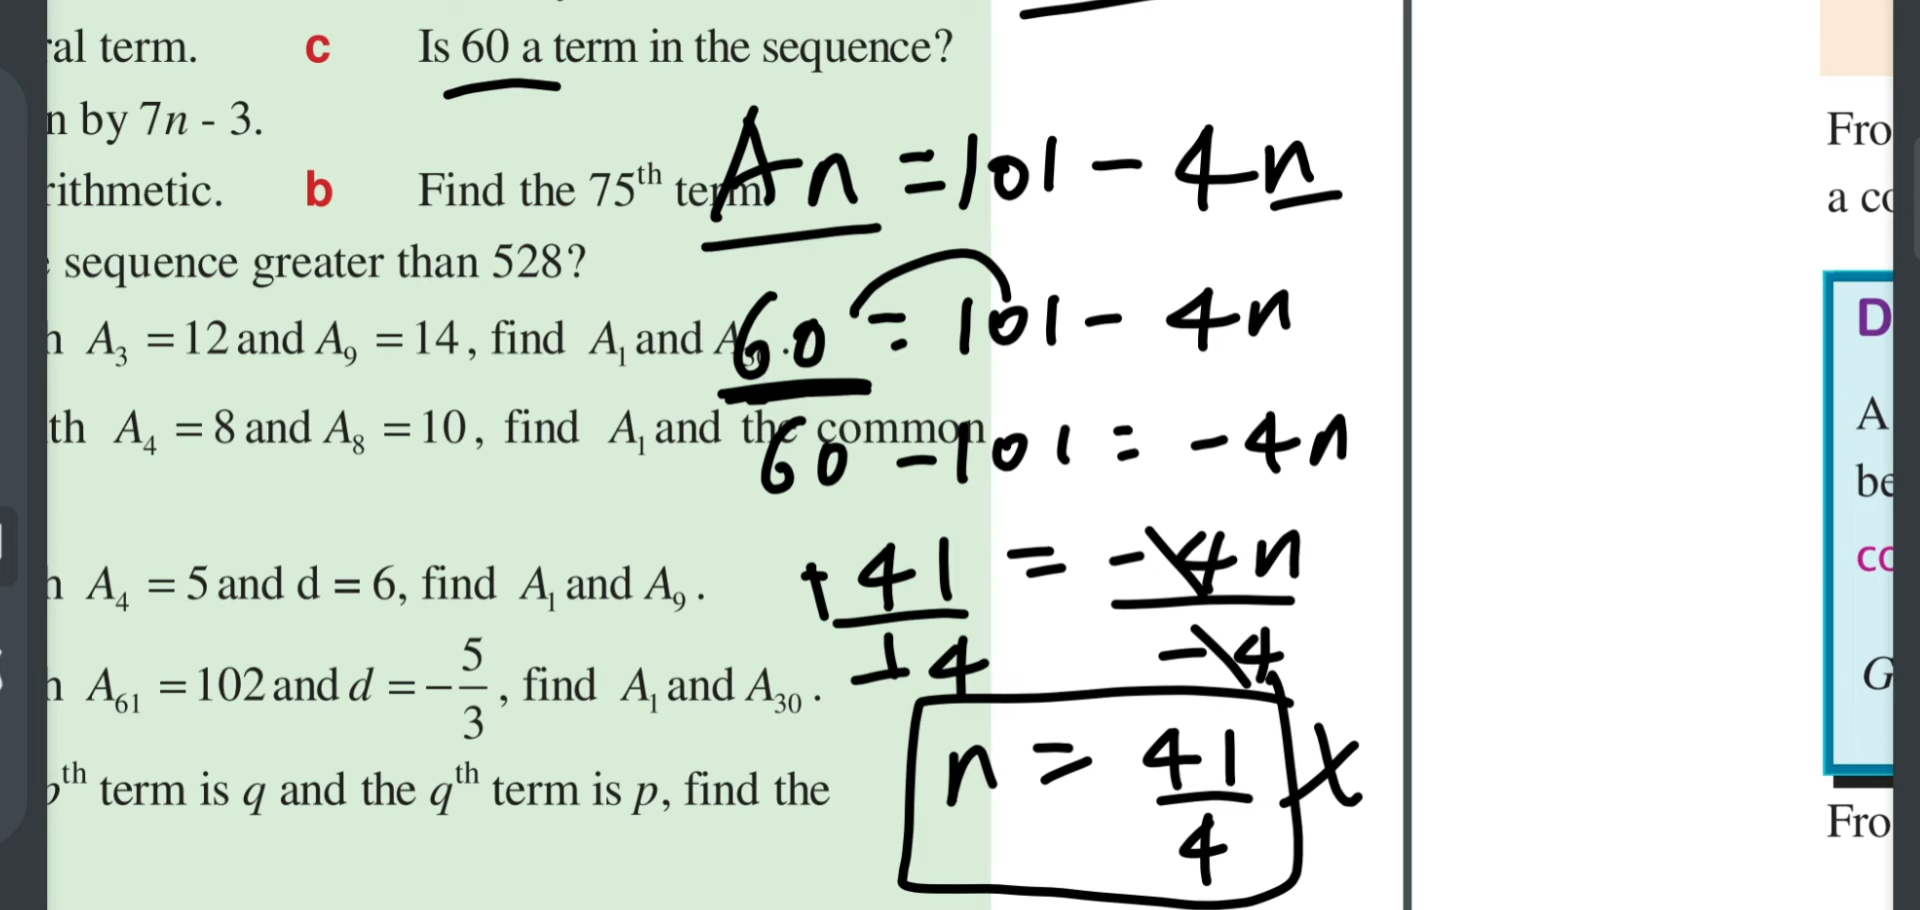 al term. c Is 60 a term in the sequence?
n by 7n - 3.
rithmetic. b Find the 75th term.
sequence greater than 528?
A3 = 12 and A9 = 14, find A1 and A
th A4 = 8 and A8 = 10, find A1 and the common
A4 = 5 and d = 6, find A1 and A9.
A61 = 102 and d = -5/3, find A1 and A30.
th term is q and the qth term is p, find the
An = 101 - 4n
60 = 101 - 4n
60 - 101 = -4n
+41 = -4n
-4
n = 41/4 X
Fro
a co
D
A
be
co
G
Fro